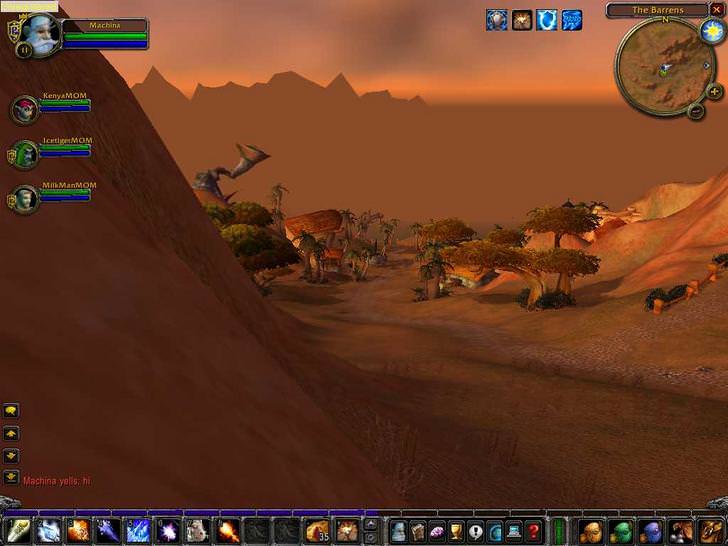 Machina
The Barrens
N
KenyaMOM
IcetigerMOM
MilkManMOM
Machina yells: hi
35